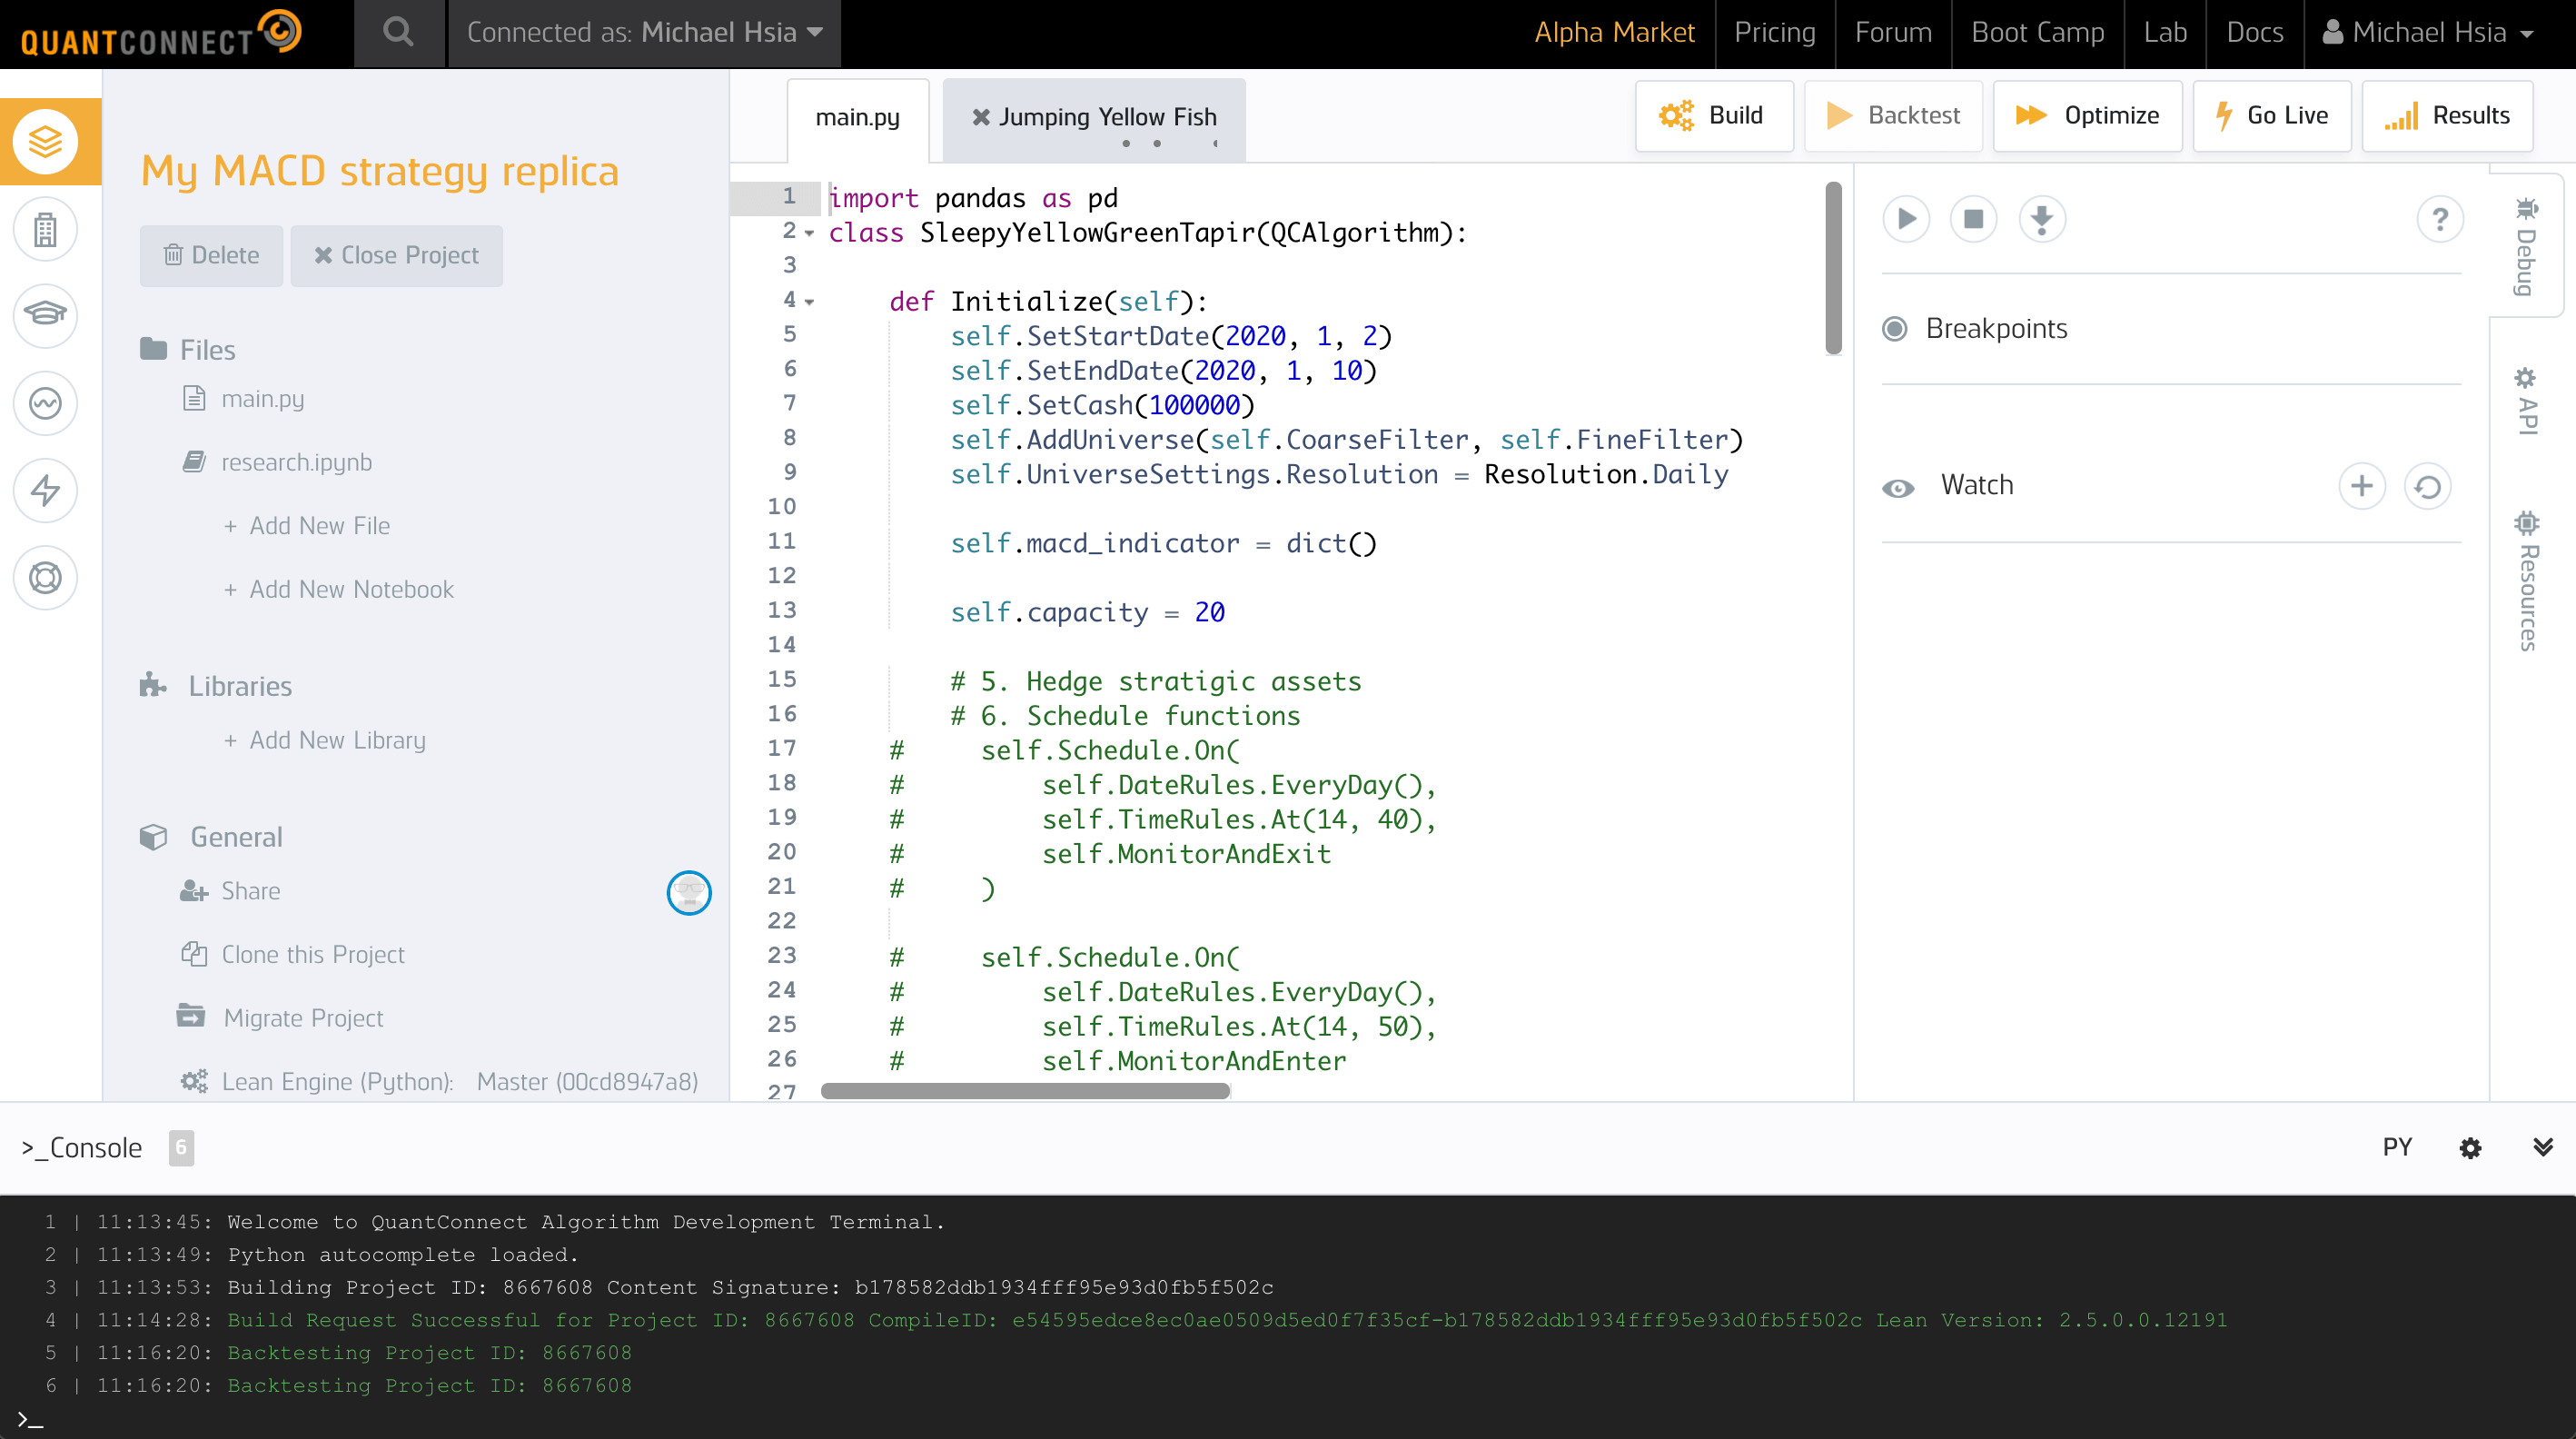 QUANTCONNECT
Connected as: Michael Hsia
Alpha Market
Pricing
Forum
Boot Camp
Lab
Docs
Michael Hsia
My MACD strategy replica
Delete
Close Project
Files
main.py
research.ipynb
+ Add New File
+ Add New Notebook
Libraries
+ Add New Library
General
Share
Clone this Project
Migrate Project
Lean Engine (Python): Master (00cd8947a8)
main.py
Jumping Yellow Fish
Build
Backtest
Optimize
Go Live
Results
1 import pandas as pd
2 class SleepyYellowGreenTapir(QCAlgorithm):
3
4 def Initialize(self):
5 self.SetStartDate(2020, 1, 2)
6 self.SetEndDate(2020, 1, 10)
7 self.SetCash(100000)
8 self.AddUniverse(self.CoarseFilter, self.FineFilter)
9 self.UniverseSettings.Resolution = Resolution.Daily
10
11 self.macd_indicator = dict()
12
13 self.capacity = 20
14
15 # 5. Hedge stratigic assets
16 # 6. Schedule functions
17 # self.Schedule.On(
18 # self.DateRules.EveryDay(),
19 # self.TimeRules.At(14, 40),
20 # self.MonitorAndExit
21 # )
22
23 # self.Schedule.On(
24 # self.DateRules.EveryDay(),
25 # self.TimeRules.At(14, 50),
26 # self.MonitorAndEnter
27
?
Breakpoints
Watch
Debug
API
Resources
>_Console 6
PY
1 | 11:13:45: Welcome to QuantConnect Algorithm Development Terminal.
2 | 11:13:49: Python autocomplete loaded.
3 | 11:13:53: Building Project ID: 8667608 Content Signature: b178582ddb1934fff95e93d0fb5f502c
4 | 11:14:28: Build Request Successful for Project ID: 8667608 CompileID: e54595edce8ec0ae0509d5ed0f7f35cf-b178582ddb1934fff95e93d0fb5f502c Lean Version: 2.5.0.0.12191
5 | 11:16:20: Backtesting Project ID: 8667608
6 | 11:16:20: Backtesting Project ID: 8667608
>_